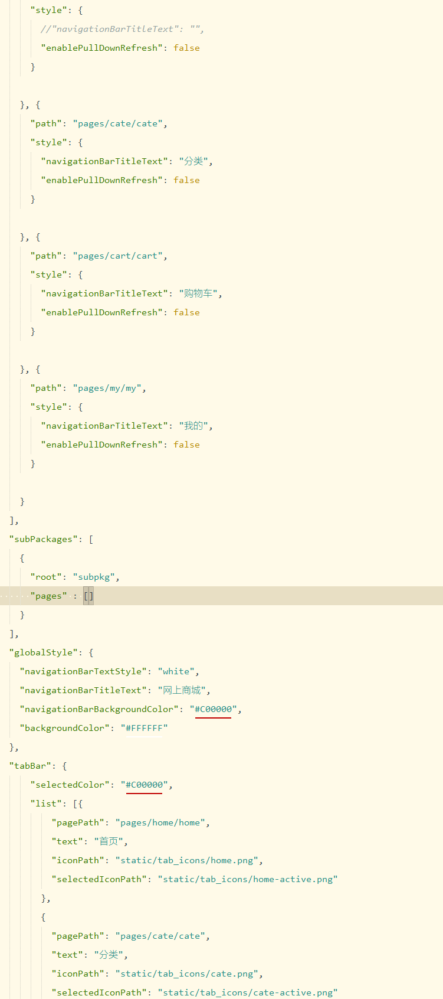 "style": {
//"navigationBarTitleText": "",
"enablePullDownRefresh": false
}
}, {
"path": "pages/cate/cate",
"style": {
"navigationBarTitleText": "分类",
"enablePullDownRefresh": false
}
}, {
"path": "pages/cart/cart",
"style": {
"navigationBarTitleText": "购物车",
"enablePullDownRefresh": false
}
}, {
"path": "pages/my/my",
"style": {
"navigationBarTitleText": "我的",
"enablePullDownRefresh": false
}
}
],
"subPackages": [
{
"root": "subpkg",
"pages" : []
}
],
"globalStyle": {
"navigationBarTextStyle": "white",
"navigationBarTitleText": "网上商城",
"navigationBarBackgroundColor": "#C00000",
"backgroundColor": "#FFFFFF"
},
"tabBar": {
"selectedColor": "#C00000",
"list": [{
"pagePath": "pages/home/home",
"text": "首页",
"iconPath": "static/tab_icons/home.png",
"selectedIconPath": "static/tab_icons/home-active.png"
},
{
"pagePath": "pages/cate/cate",
"text": "分类",
"iconPath": "static/tab_icons/cate.png",
"selectedIconPath": "static/tab_icons/cate-active.png"